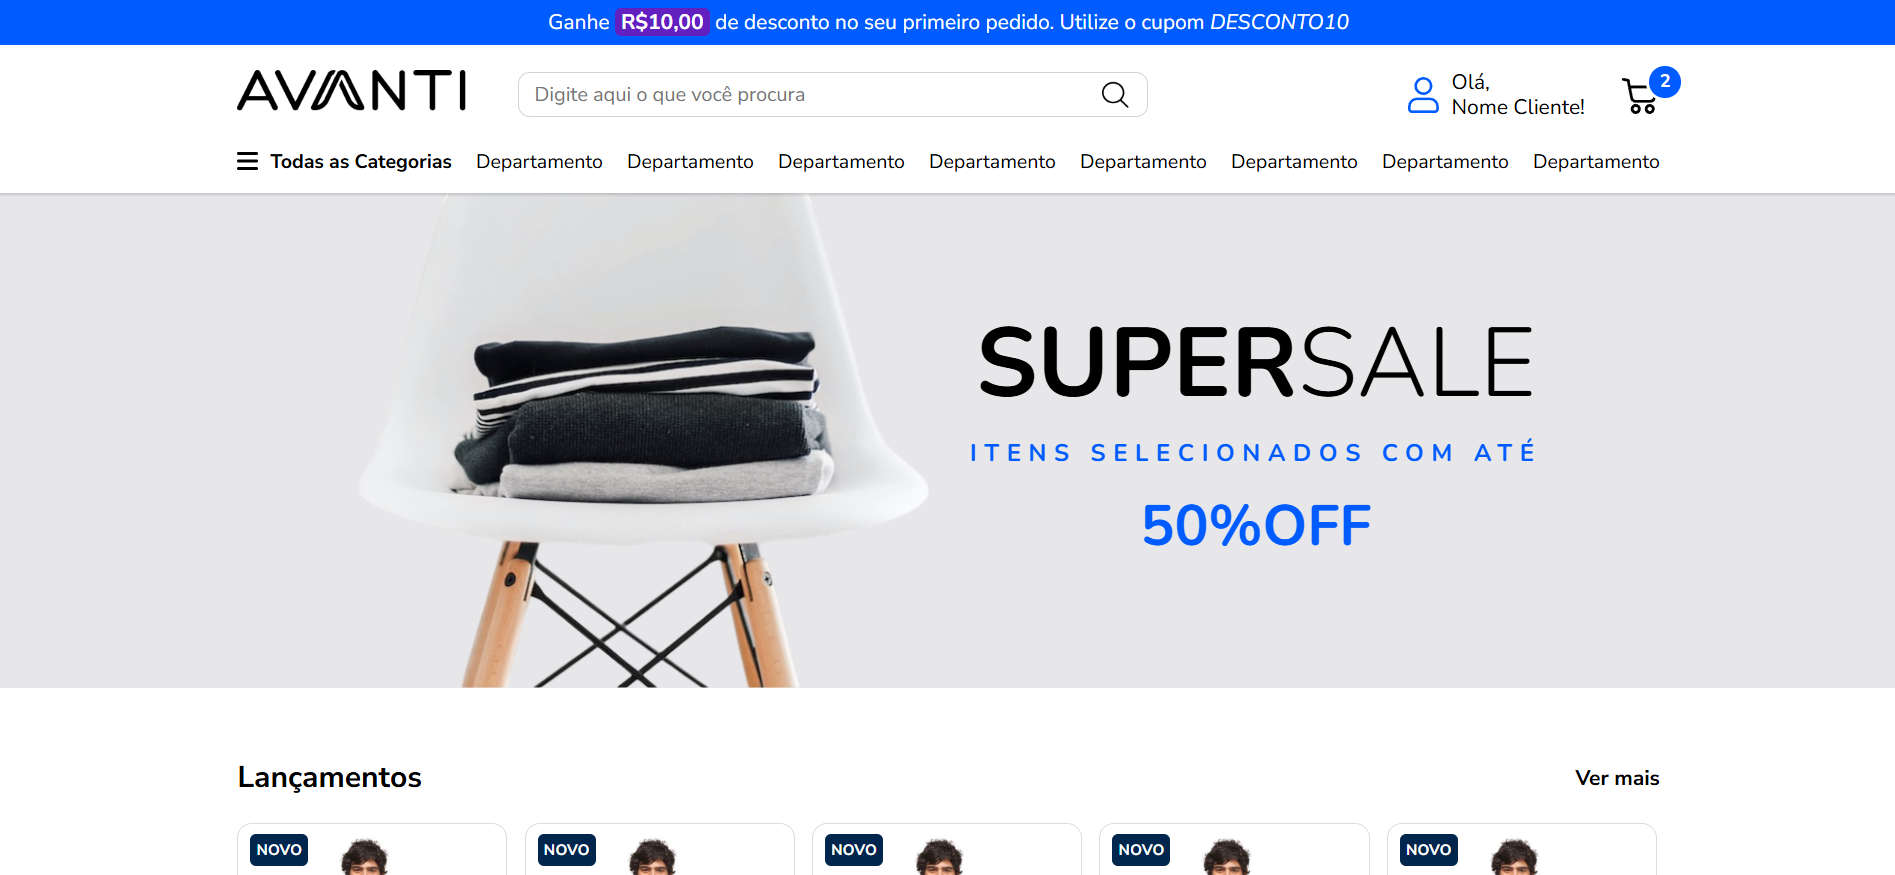 Ganhe R$10,00 de desconto no seu primeiro pedido. Utilize o cupom DESCONTO10
AVANTI
Digite aqui o que você procura
Olá,
Nome Cliente!
2
Todas as Categorias Departamento Departamento Departamento Departamento Departamento Departamento Departamento Departamento
SUPERSALE
ITENS SELECIONADOS COM ATÉ
50%OFF
Lançamentos
Ver mais
NOVO NOVO NOVO NOVO NOVO